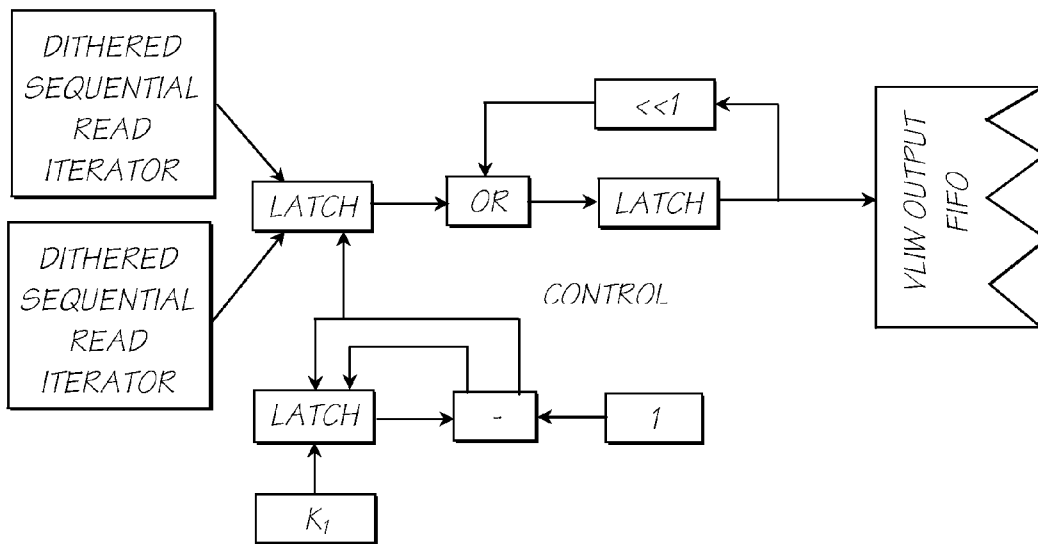 DITHERED
SEQUENTIAL
READ
ITERATOR
<<1
LATCH
OR
LATCH
VLIW OUTPUT
FIFO
DITHERED
SEQUENTIAL
READ
ITERATOR
CONTROL
LATCH
-
1
K₁